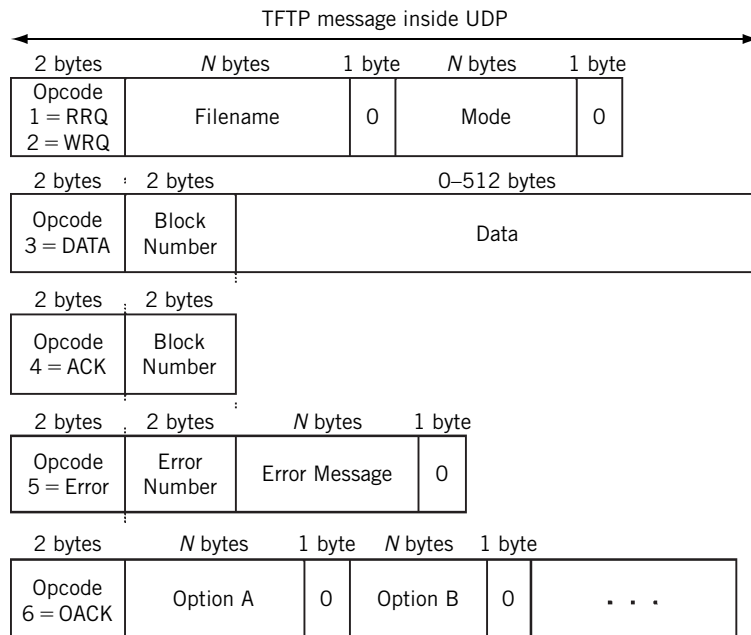 TFTP message inside UDP
2 bytes N bytes 1 byte N bytes 1 byte
Opcode
1 = RRQ
2 = WRQ
Filename
0
Mode
0
2 bytes 2 bytes 0–512 bytes
Opcode
3 = DATA
Block
Number
Data
2 bytes 2 bytes
Opcode
4 = ACK
Block
Number
2 bytes 2 bytes N bytes 1 byte
Opcode
5 = Error
Error
Number
Error Message
0
2 bytes N bytes 1 byte N bytes 1 byte
Opcode
6 = OACK
Option A
0
Option B
0
. . .